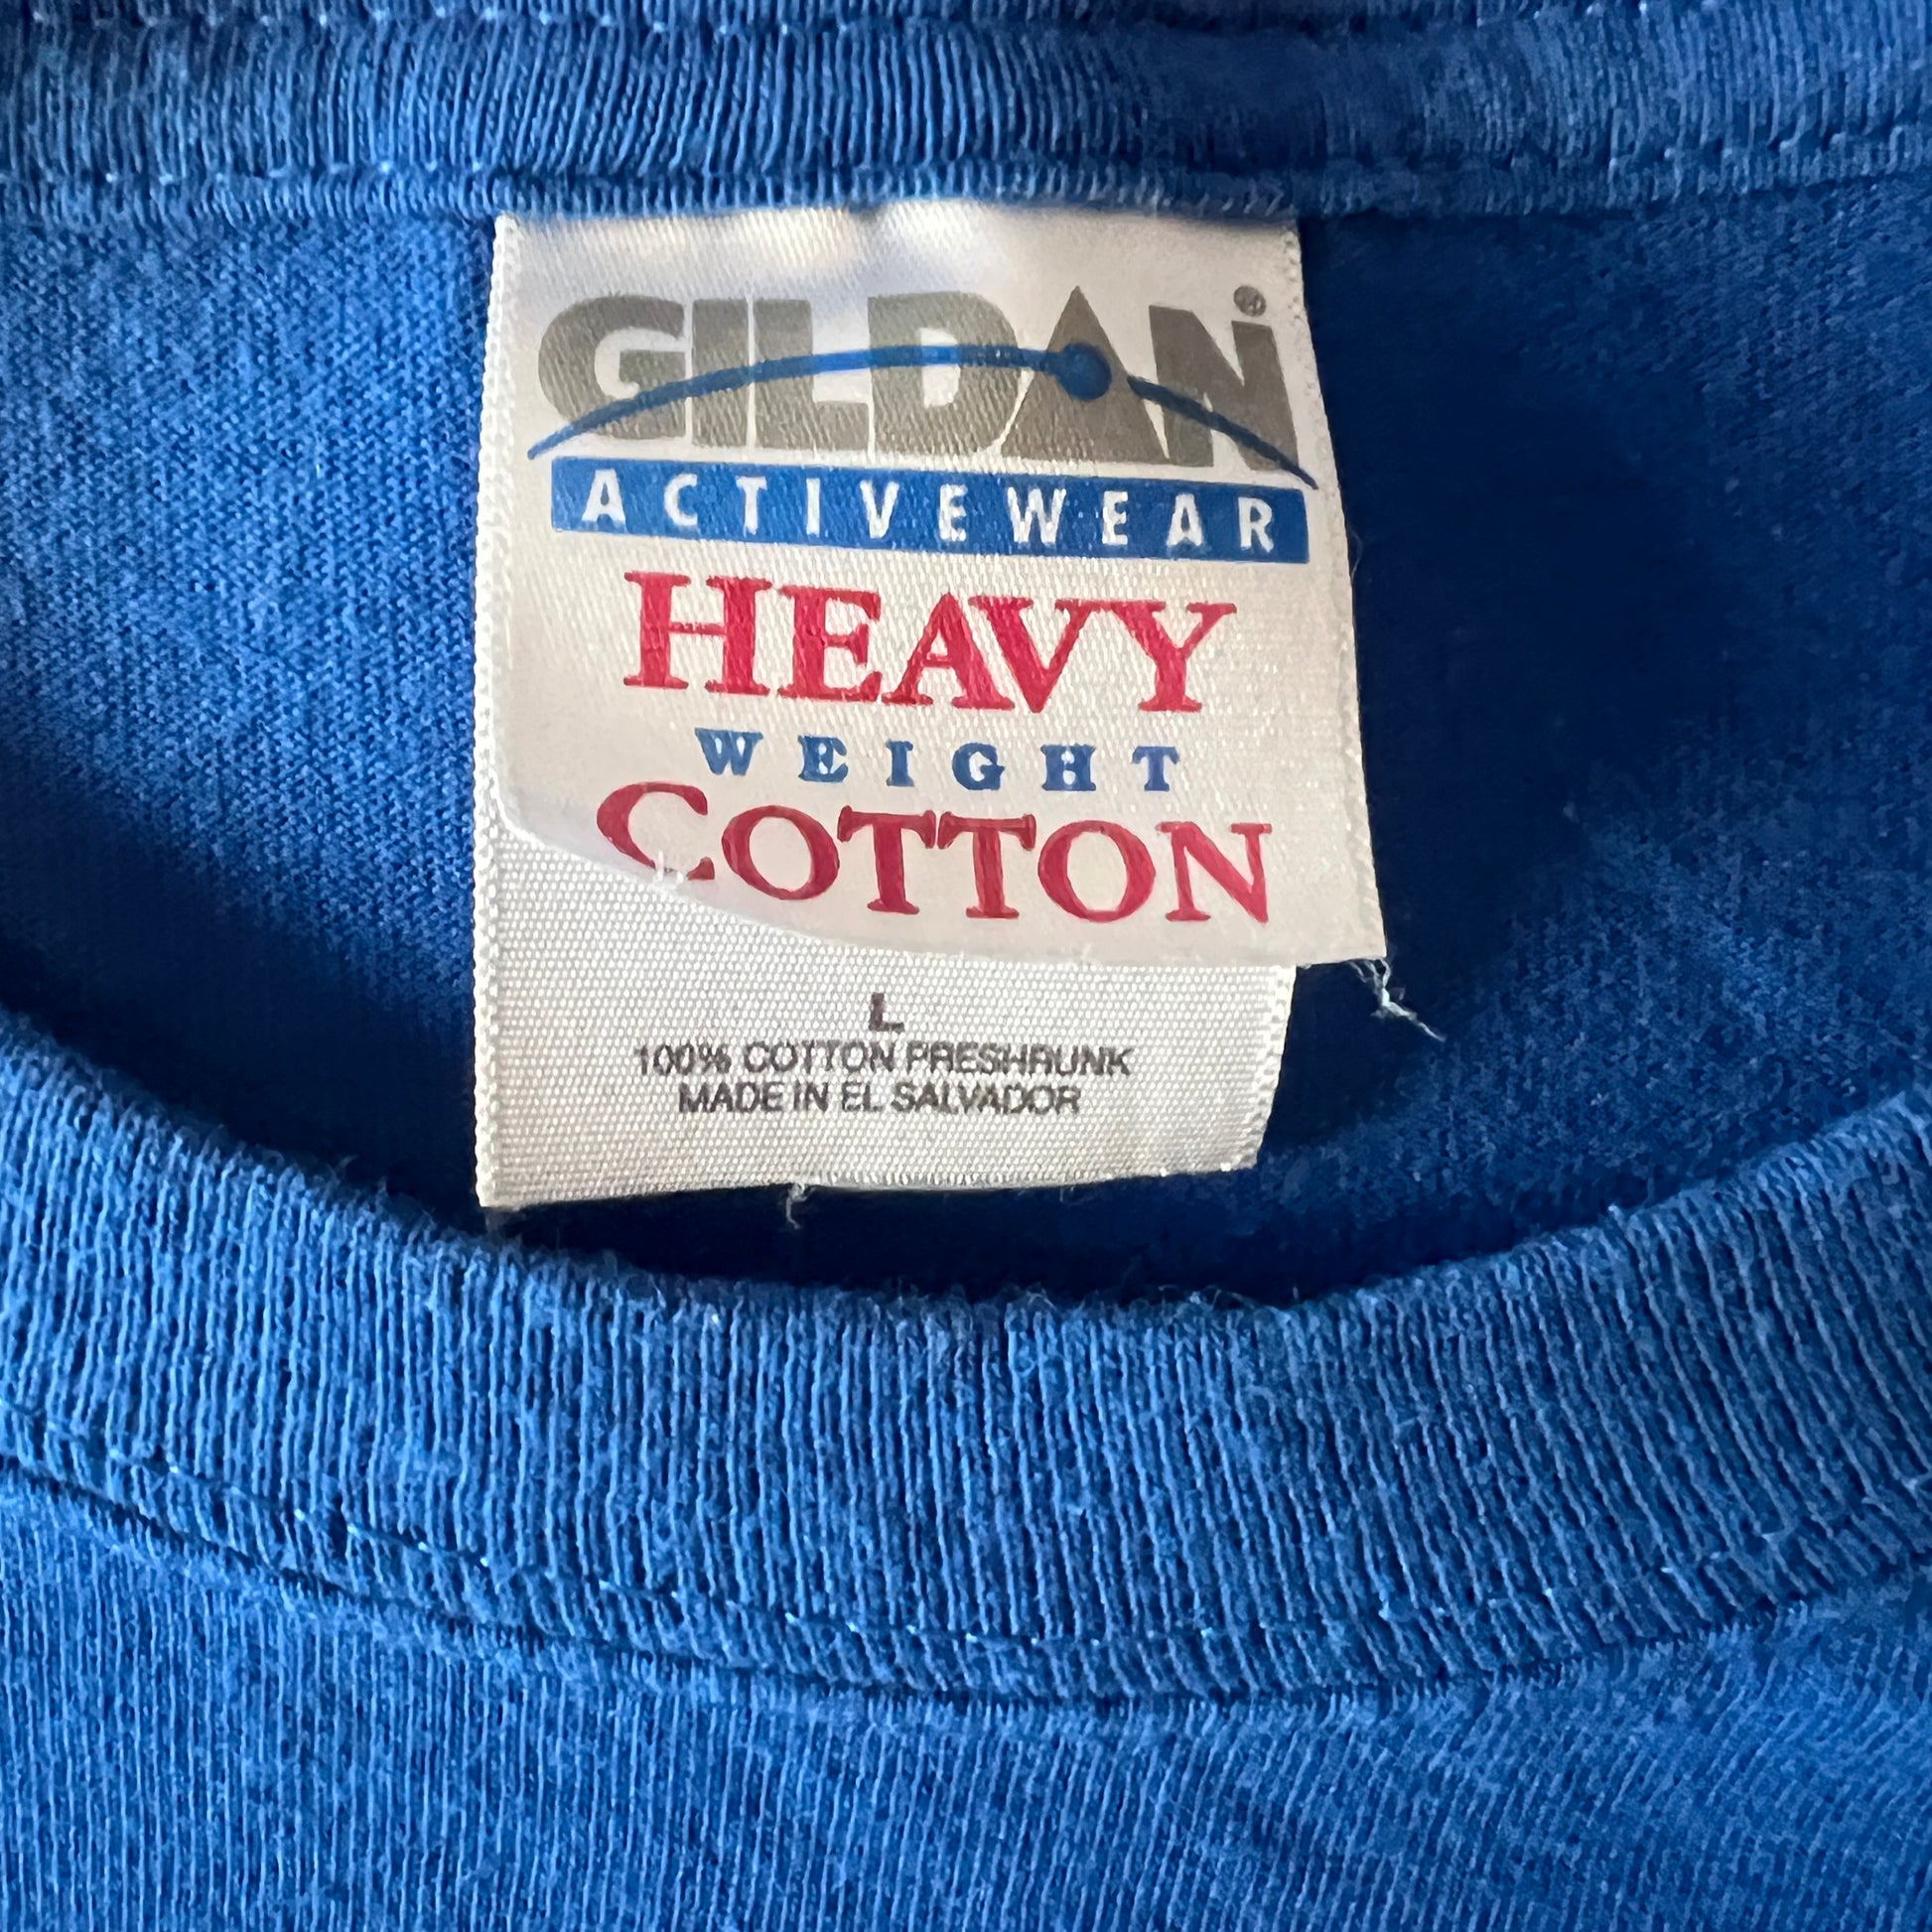 GILDAN®
ACTIVEWEAR
HEAVY
WEIGHT
COTTON
L
100% COTTON PRESHRUNK
MADE IN EL SALVADOR